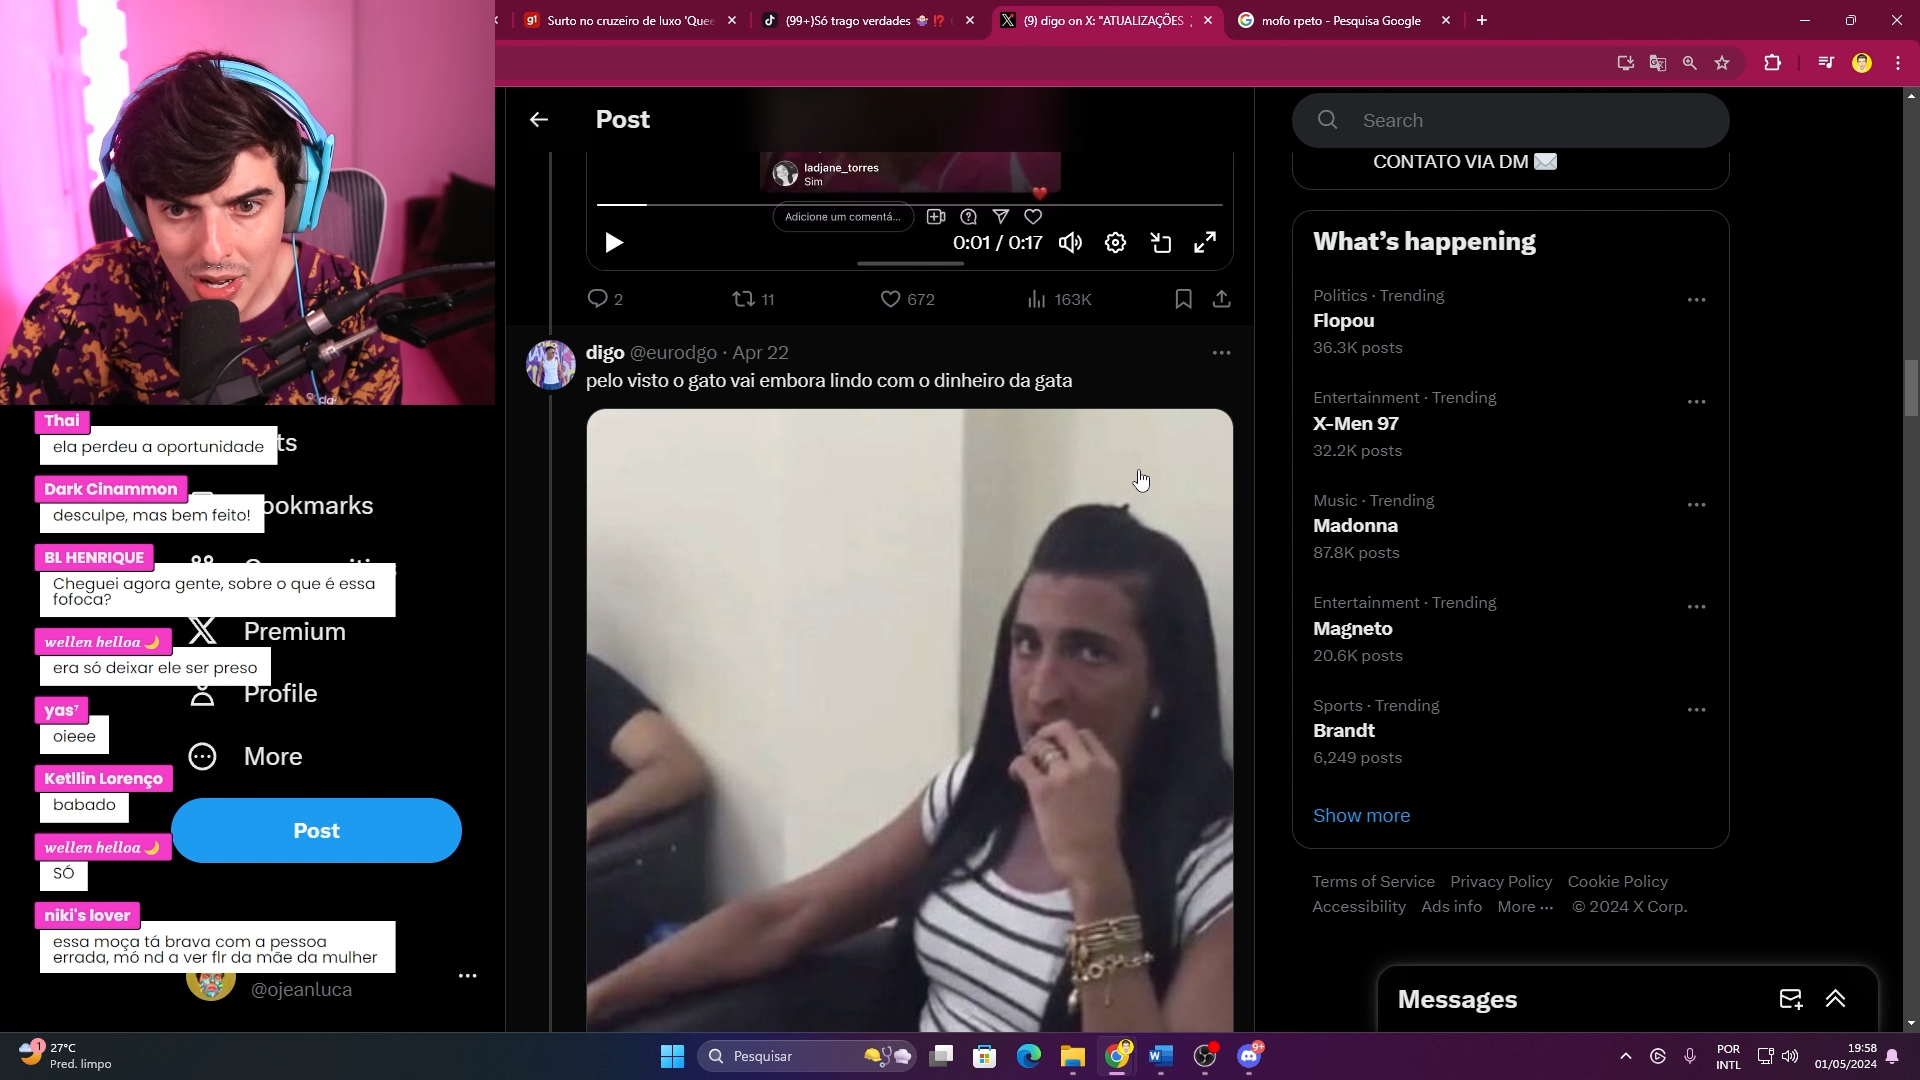 Surto no cruzeiro de luxo 'Quee
(99+)Só trago verdades
(9) digo on X: "ATUALIZAÇÕES
mofo rpeto - Pesquisa Google
Post
ladjane_torres
Sim
Adicione um comentá...
0:01 / 0:17
2
11
672
163K
digo @eurodgo · Apr 22
pelo visto o gato vai embora lindo com o dinheiro da gata
Search
CONTATO VIA DM
What's happening
Politics · Trending
Flopou
36.3K posts
Entertainment · Trending
X-Men 97
32.2K posts
Music · Trending
Madonna
87.8K posts
Entertainment · Trending
Magneto
20.6K posts
Sports · Trending
Brandt
6,249 posts
Show more
Terms of Service Privacy Policy Cookie Policy
Accessibility Ads info More ··· © 2024 X Corp.
Messages
Thai
ela perdeu a oportunidade
ts
Dark Cinammon
desculpe, mas bem feito!
ookmarks
BL HENRIQUE
Cheguei agora gente, sobre o que é essa
fofoca?
Premium
wellen helloa
era só deixar ele ser preso
Profile
yas⁷
oieee
More
Ketllin Lorenço
babado
Post
wellen helloa
SÓ
niki's lover
essa moça tá brava com a pessoa
errada, mó nd a ver flr da mãe da mulher
@ojeanluca
1
27°C
Pred. limpo
Pesquisar
9+
POR
INTL
19:58
01/05/2024